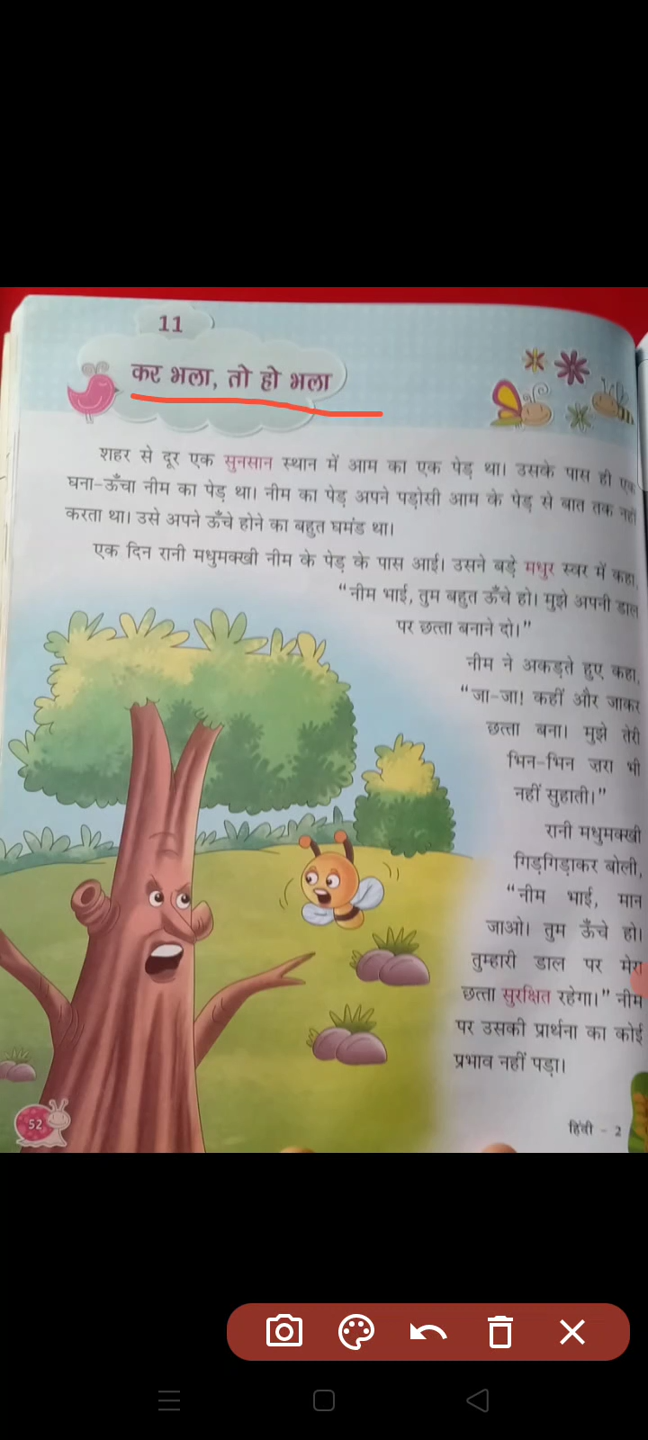 11
कर भला, तो हो भला
शहर से दूर एक सुनसान स्थान में आम का एक पेड़ था। उसके पास ही एक
घना-ऊँचा नीम का पेड़ था। नीम का पेड़ अपने पड़ोसी आम के पेड़ से बात तक नहीं
करता था। उसे अपने ऊँचे होने का बहुत घमंड था।
एक दिन रानी मधुमक्खी नीम के पेड़ के पास आई। उसने बड़े मधुर स्वर में कहा,
“नीम भाई, तुम बहुत ऊँचे हो। मुझे अपनी डाल
पर छत्ता बनाने दो।”
नीम ने अकड़ते हुए कहा,
“जा-जा! कहीं और जाकर
छत्ता बना। मुझे तेरी
भिन-भिन ज़रा भी
नहीं सुहाती।”
रानी मधुमक्खी
गिड़गिड़ाकर बोली,
“नीम भाई, मान
जाओ। तुम ऊँचे हो।
तुम्हारी डाल पर मेरा
छत्ता सुरक्षित रहेगा।” नीम
पर उसकी प्रार्थना का कोई
प्रभाव नहीं पड़ा।
52
हिंदी - 2